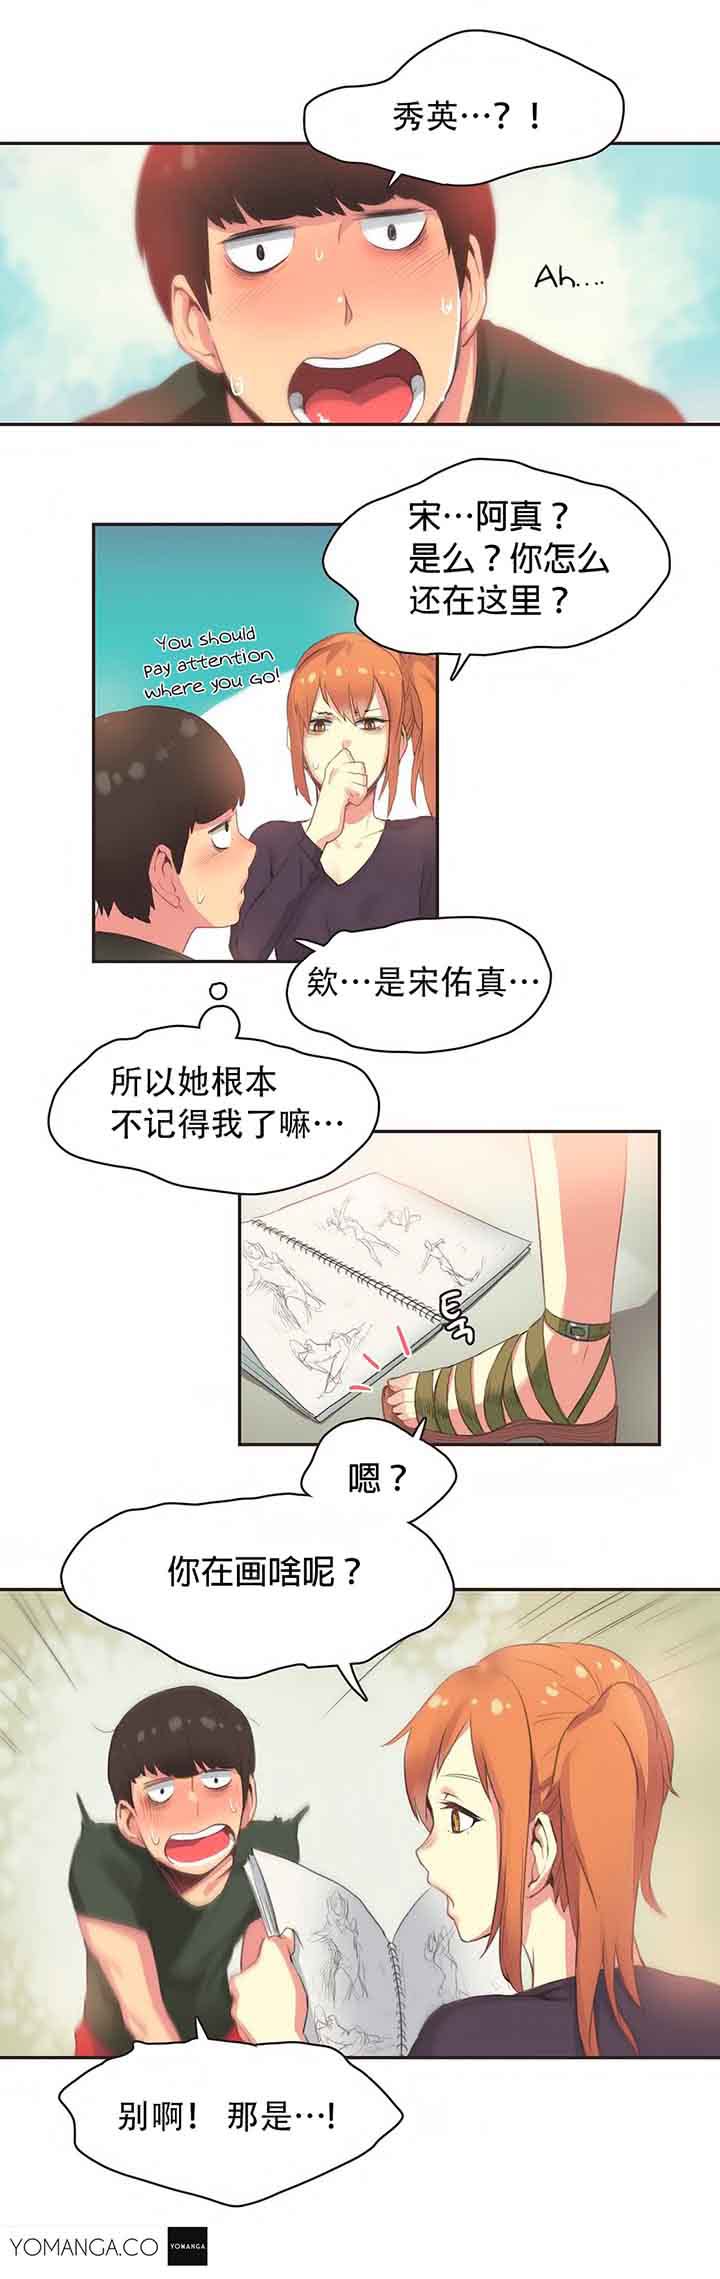 秀英…？！
Ah....
宋…阿真？
是么？你怎么
还在这里？
You should
pay attention
where you Go!
欸…是宋佑真…
所以她根本
不记得我了嘛…
툭
嗯？
你在画啥呢？
别啊！ 那是…!
YOMANGA.CO
YOMANGA